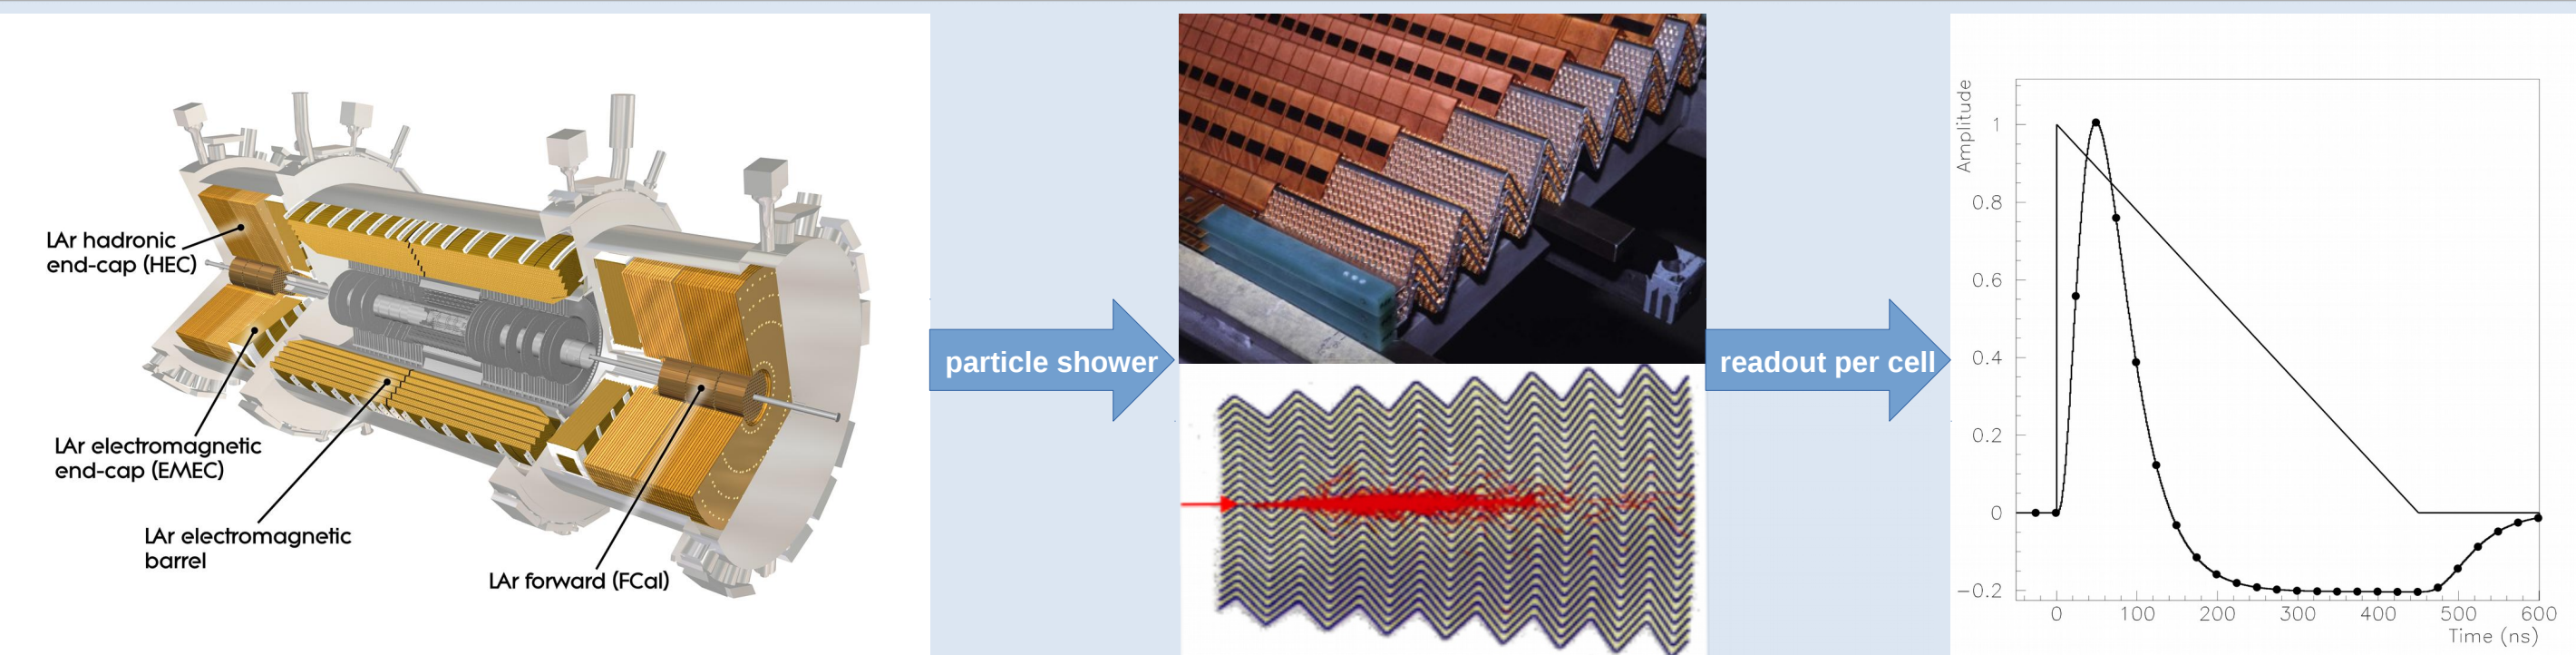 LAr hadronic
end-cap (HEC)
LAr electromagnetic
end-cap (EMEC)
LAr electromagnetic
barrel
LAr forward (FCal)
particle shower
readout per cell
Amplitude
1
0.8
0.6
0.4
0.2
0
−0.2
0 100 200 300 400 500 600
Time (ns)